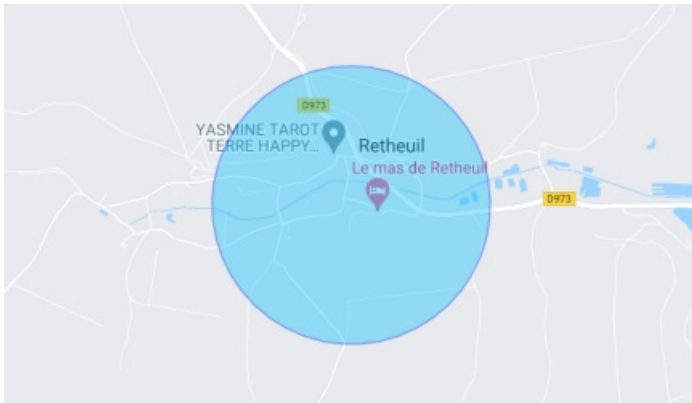 D973
YASMINE TAROT
TERRE HAPPY...
Retheuil
Le mas de Retheuil
D973